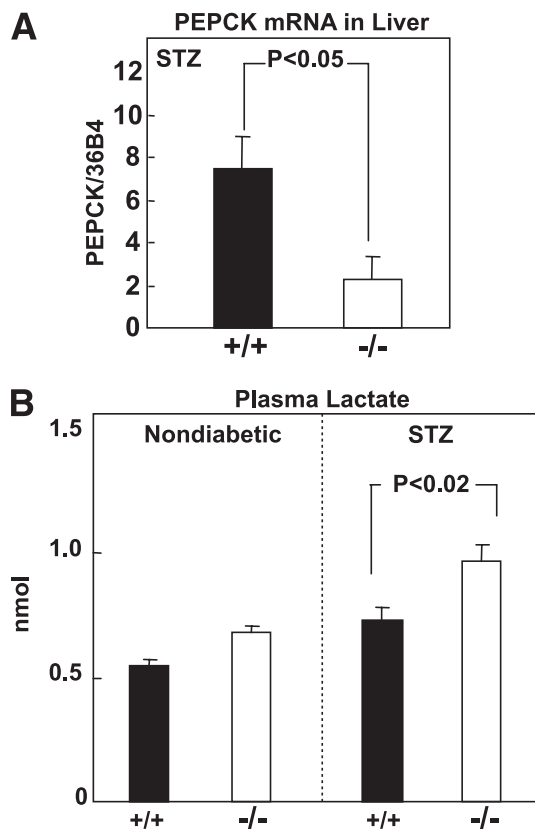 A
PEPCK mRNA in Liver
STZ
P<0.05
12
10
8
6
4
2
0
PEPCK/36B4
+/+
-/-
B
Plasma Lactate
Nondiabetic
STZ
P<0.02
1.5
1.0
0.5
0
nmol
+/+
-/-
+/+
-/-